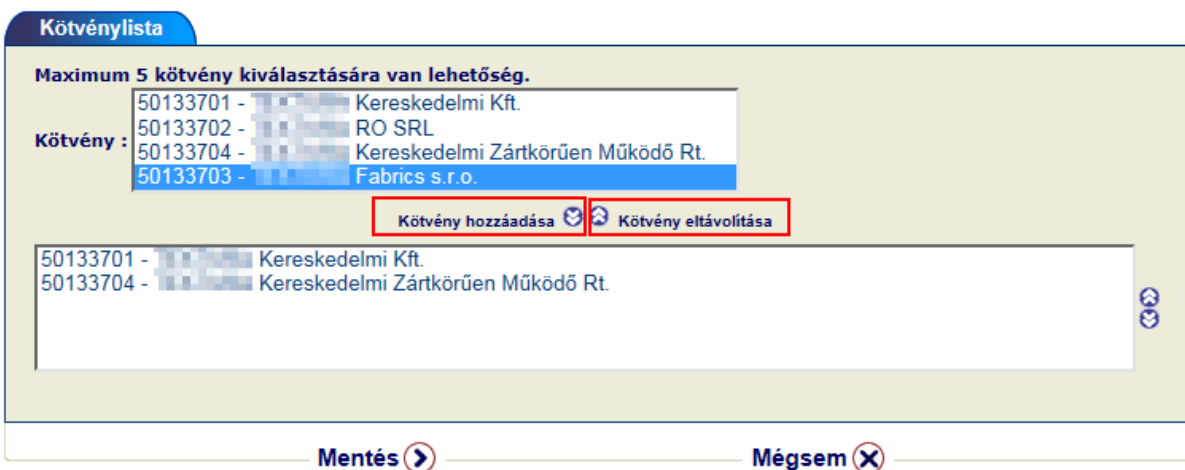 Kötvénylista
Maximum 5 kötvény kiválasztására van lehetőség.
Kötvény :
50133701 - Kereskedelmi Kft.
50133702 - RO SRL
50133704 - Kereskedelmi Zártkörűen Működő Rt.
50133703 - Fabrics s.r.o.
Kötvény hozzáadása Kötvény eltávolítása
50133701 - Kereskedelmi Kft.
50133704 - Kereskedelmi Zártkörűen Működő Rt.
Mentés Mégsem